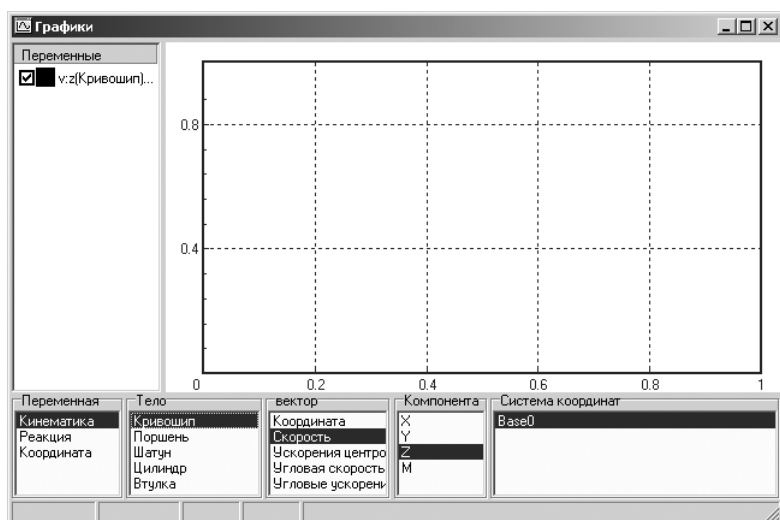 Графики
Переменные
v:z(Кривошип)...
0.8
0.4
0 0.2 0.4 0.6 0.8 1
Переменная Тело вектор Компонента Система координат
Кинематика Кривошип Координата X Base0
Реакция Поршень Скорость Y
Координата Шатун Ускорения центро Z
Цилиндр Угловая скорость M
Втулка Угловые ускорени